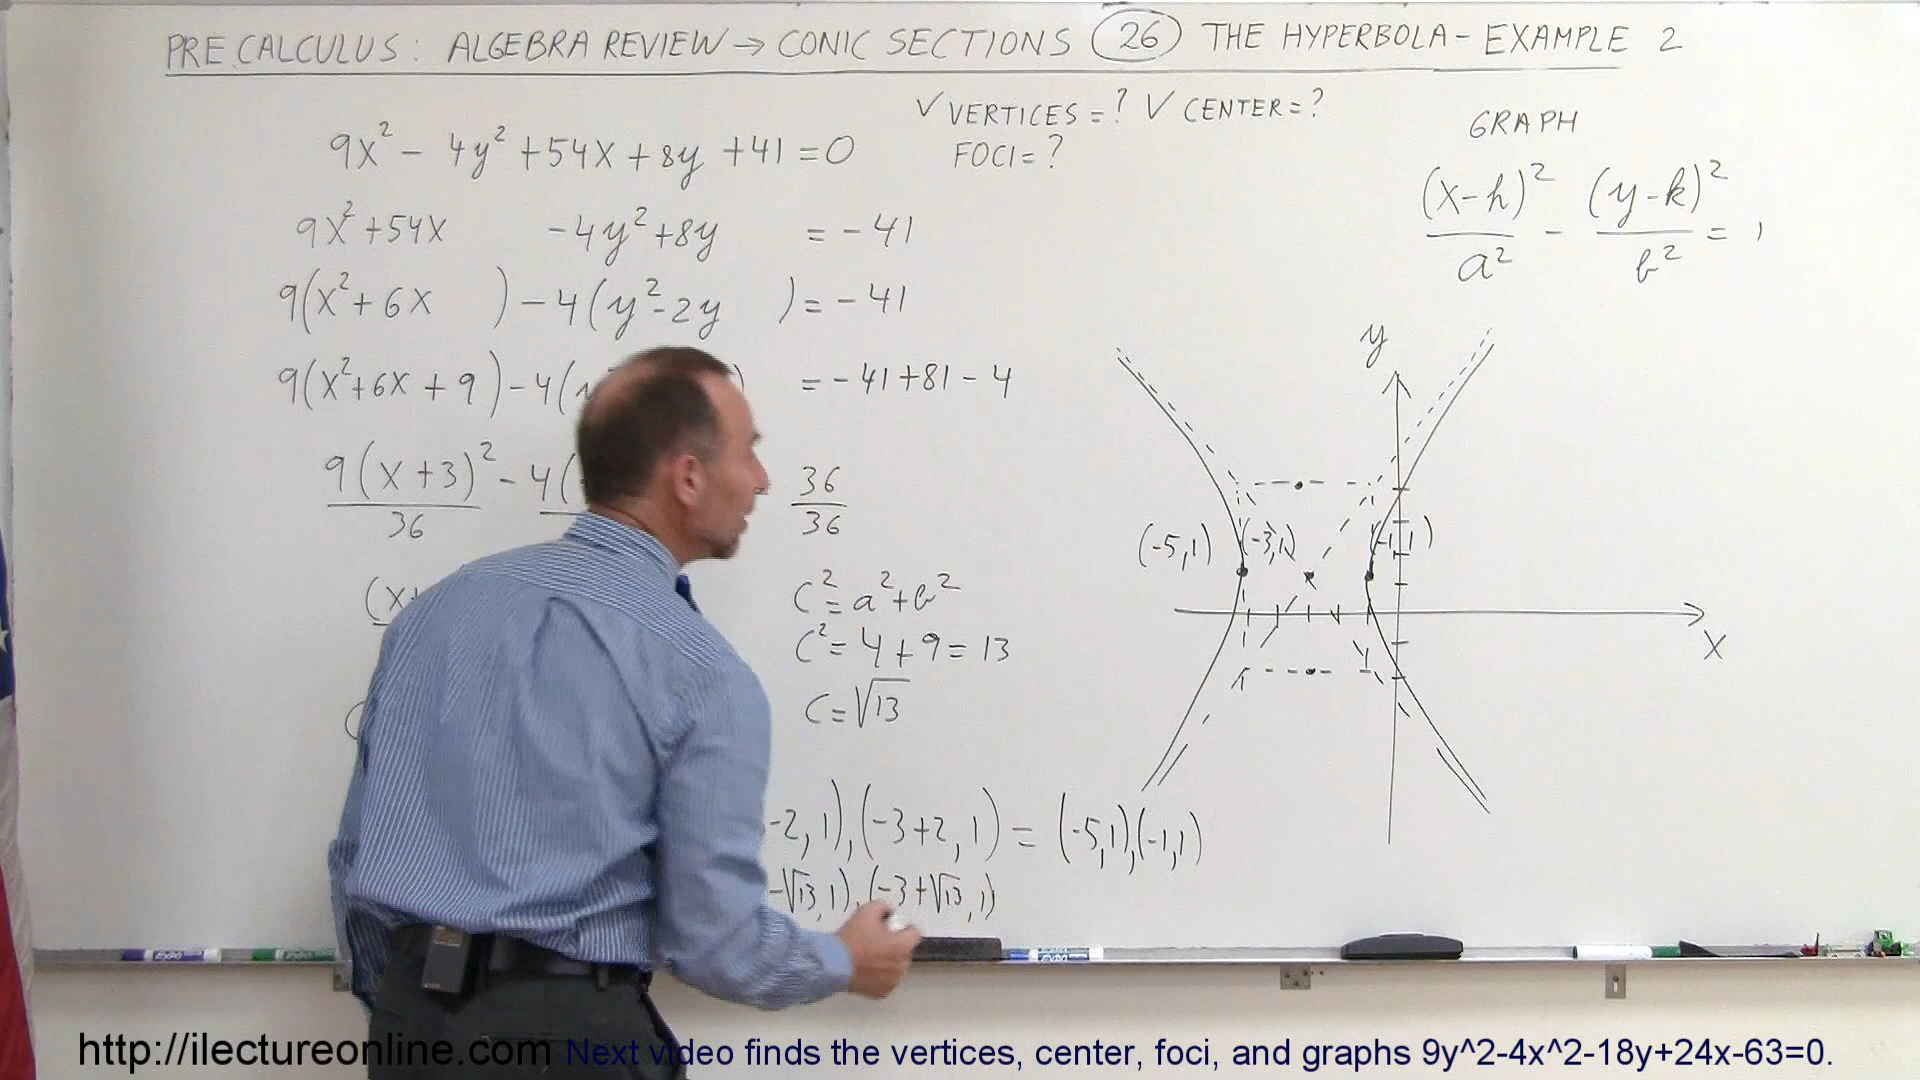 PRE CALCULUS: ALGEBRA REVIEW → CONIC SECTIONS 26 THE HYPERBOLA - EXAMPLE 2
√ VERTICES = ? √ CENTER = ?
FOCI = ?
GRAPH
9x² - 4y² + 54x + 8y + 41 = 0
(x-h)²/a² - (y-k)²/b² = 1
9x² + 54x - 4y² + 8y = -41
9(x² + 6x ) - 4(y² - 2y ) = -41
9(x² + 6x + 9) - 4( ) = -41 + 81 - 4
9(x+3)²/36 - 4( 36/36
(x+
c² = a² + b²
c² = 4 + 9 = 13
c = √13
y
x
(-5,1) (-3,1) (-1,1)
-2, 1), (-3+2, 1) = (-5,1), (-1,1)
-√13, 1), (-3+√13, 1)
EXPO
http://ilectureonline.com Next video finds the vertices, center, foci, and graphs 9y^2-4x^2-18y+24x-63=0.